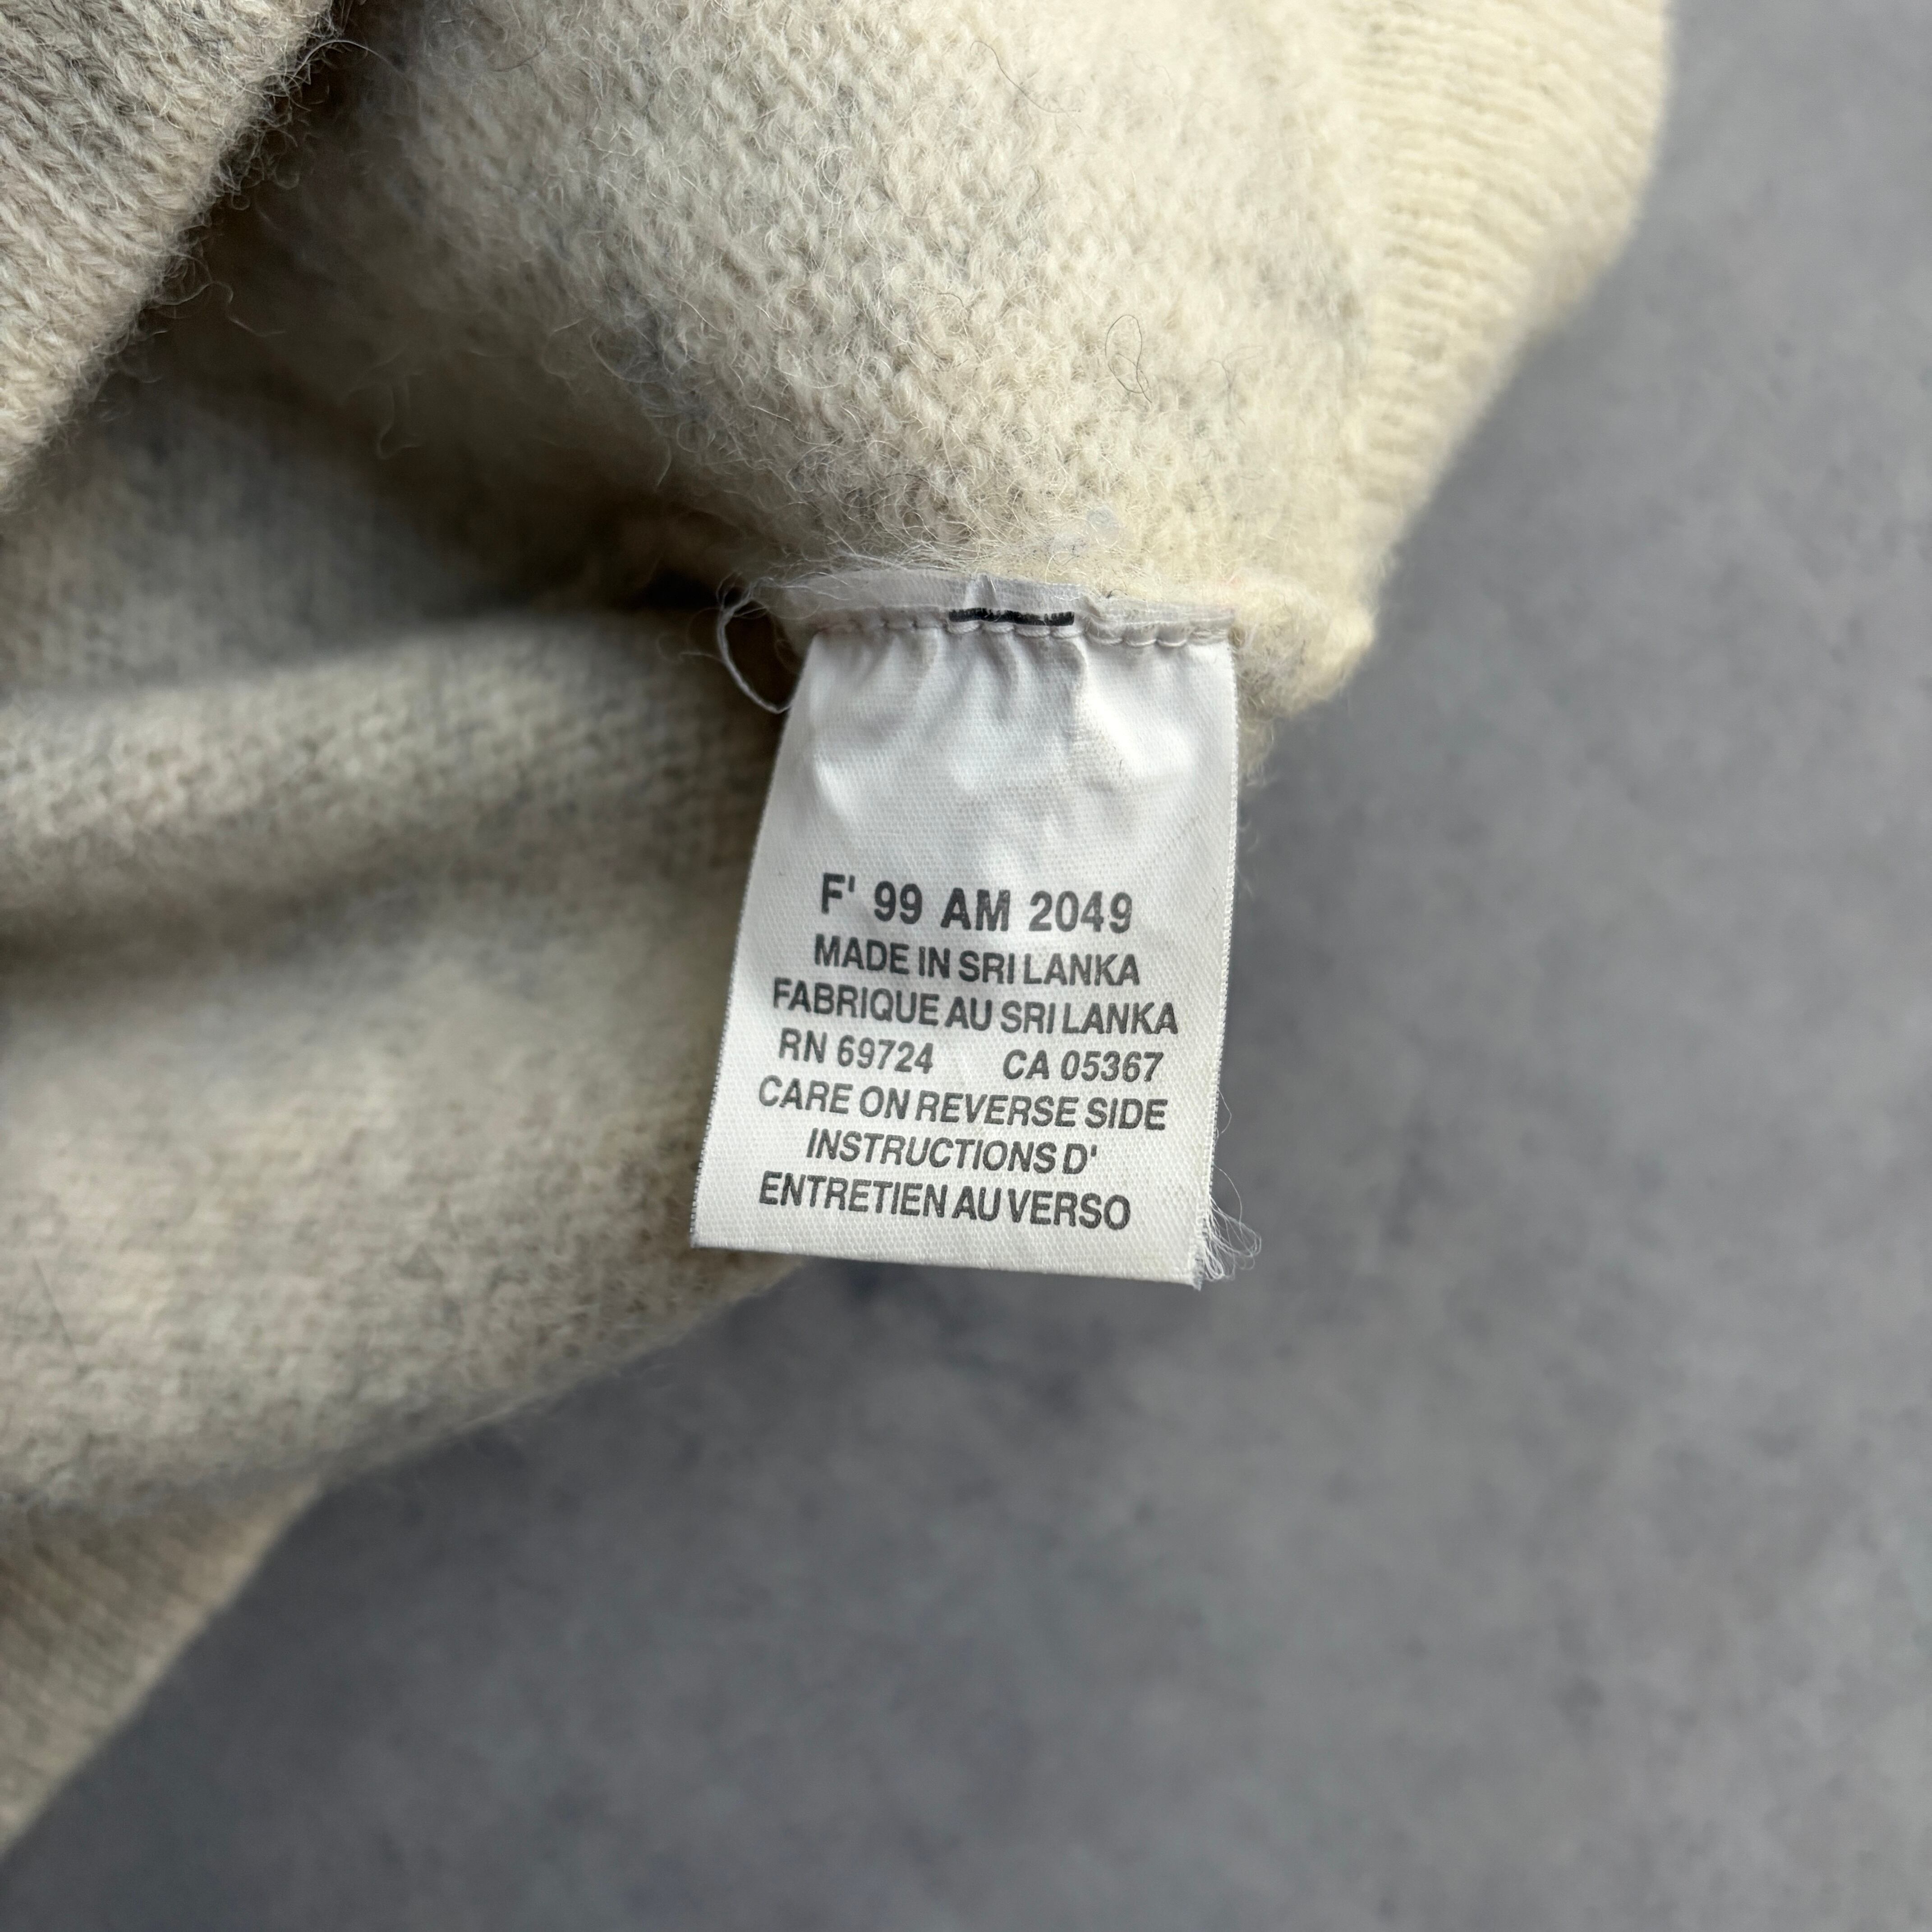 F' 99 AM 2049
MADE IN SRI LANKA
FABRIQUE AU SRI LANKA
RN 69724 CA 05367
CARE ON REVERSE SIDE
INSTRUCTIONS D'
ENTRETIEN AU VERSO